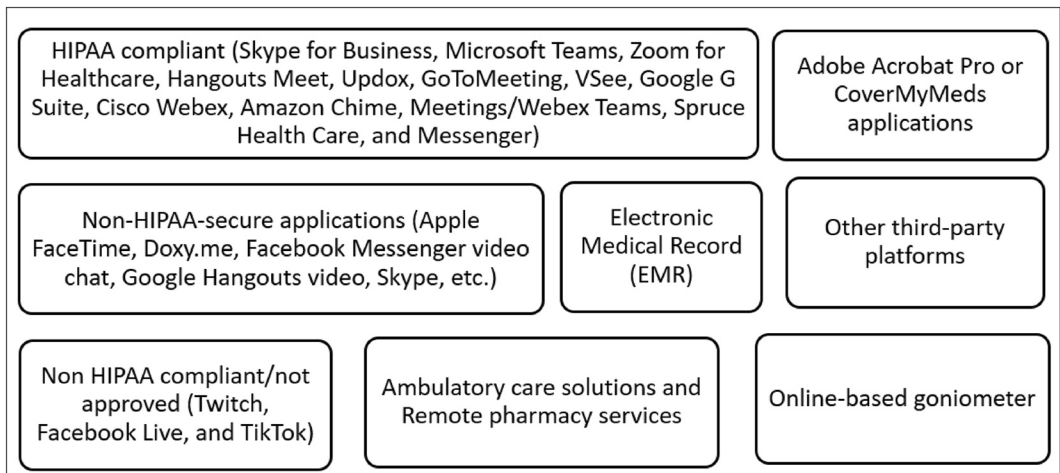 HIPAA compliant (Skype for Business, Microsoft Teams, Zoom for
Healthcare, Hangouts Meet, Updox, GoToMeeting, VSee, Google G
Suite, Cisco Webex, Amazon Chime, Meetings/Webex Teams, Spruce
Health Care, and Messenger)
Adobe Acrobat Pro or
CoverMyMeds
applications
Non-HIPAA-secure applications (Apple
FaceTime, Doxy.me, Facebook Messenger video
chat, Google Hangouts video, Skype, etc.)
Electronic
Medical Record
(EMR)
Other third-party
platforms
Non HIPAA compliant/not
approved (Twitch,
Facebook Live, and TikTok)
Ambulatory care solutions and
Remote pharmacy services
Online-based goniometer